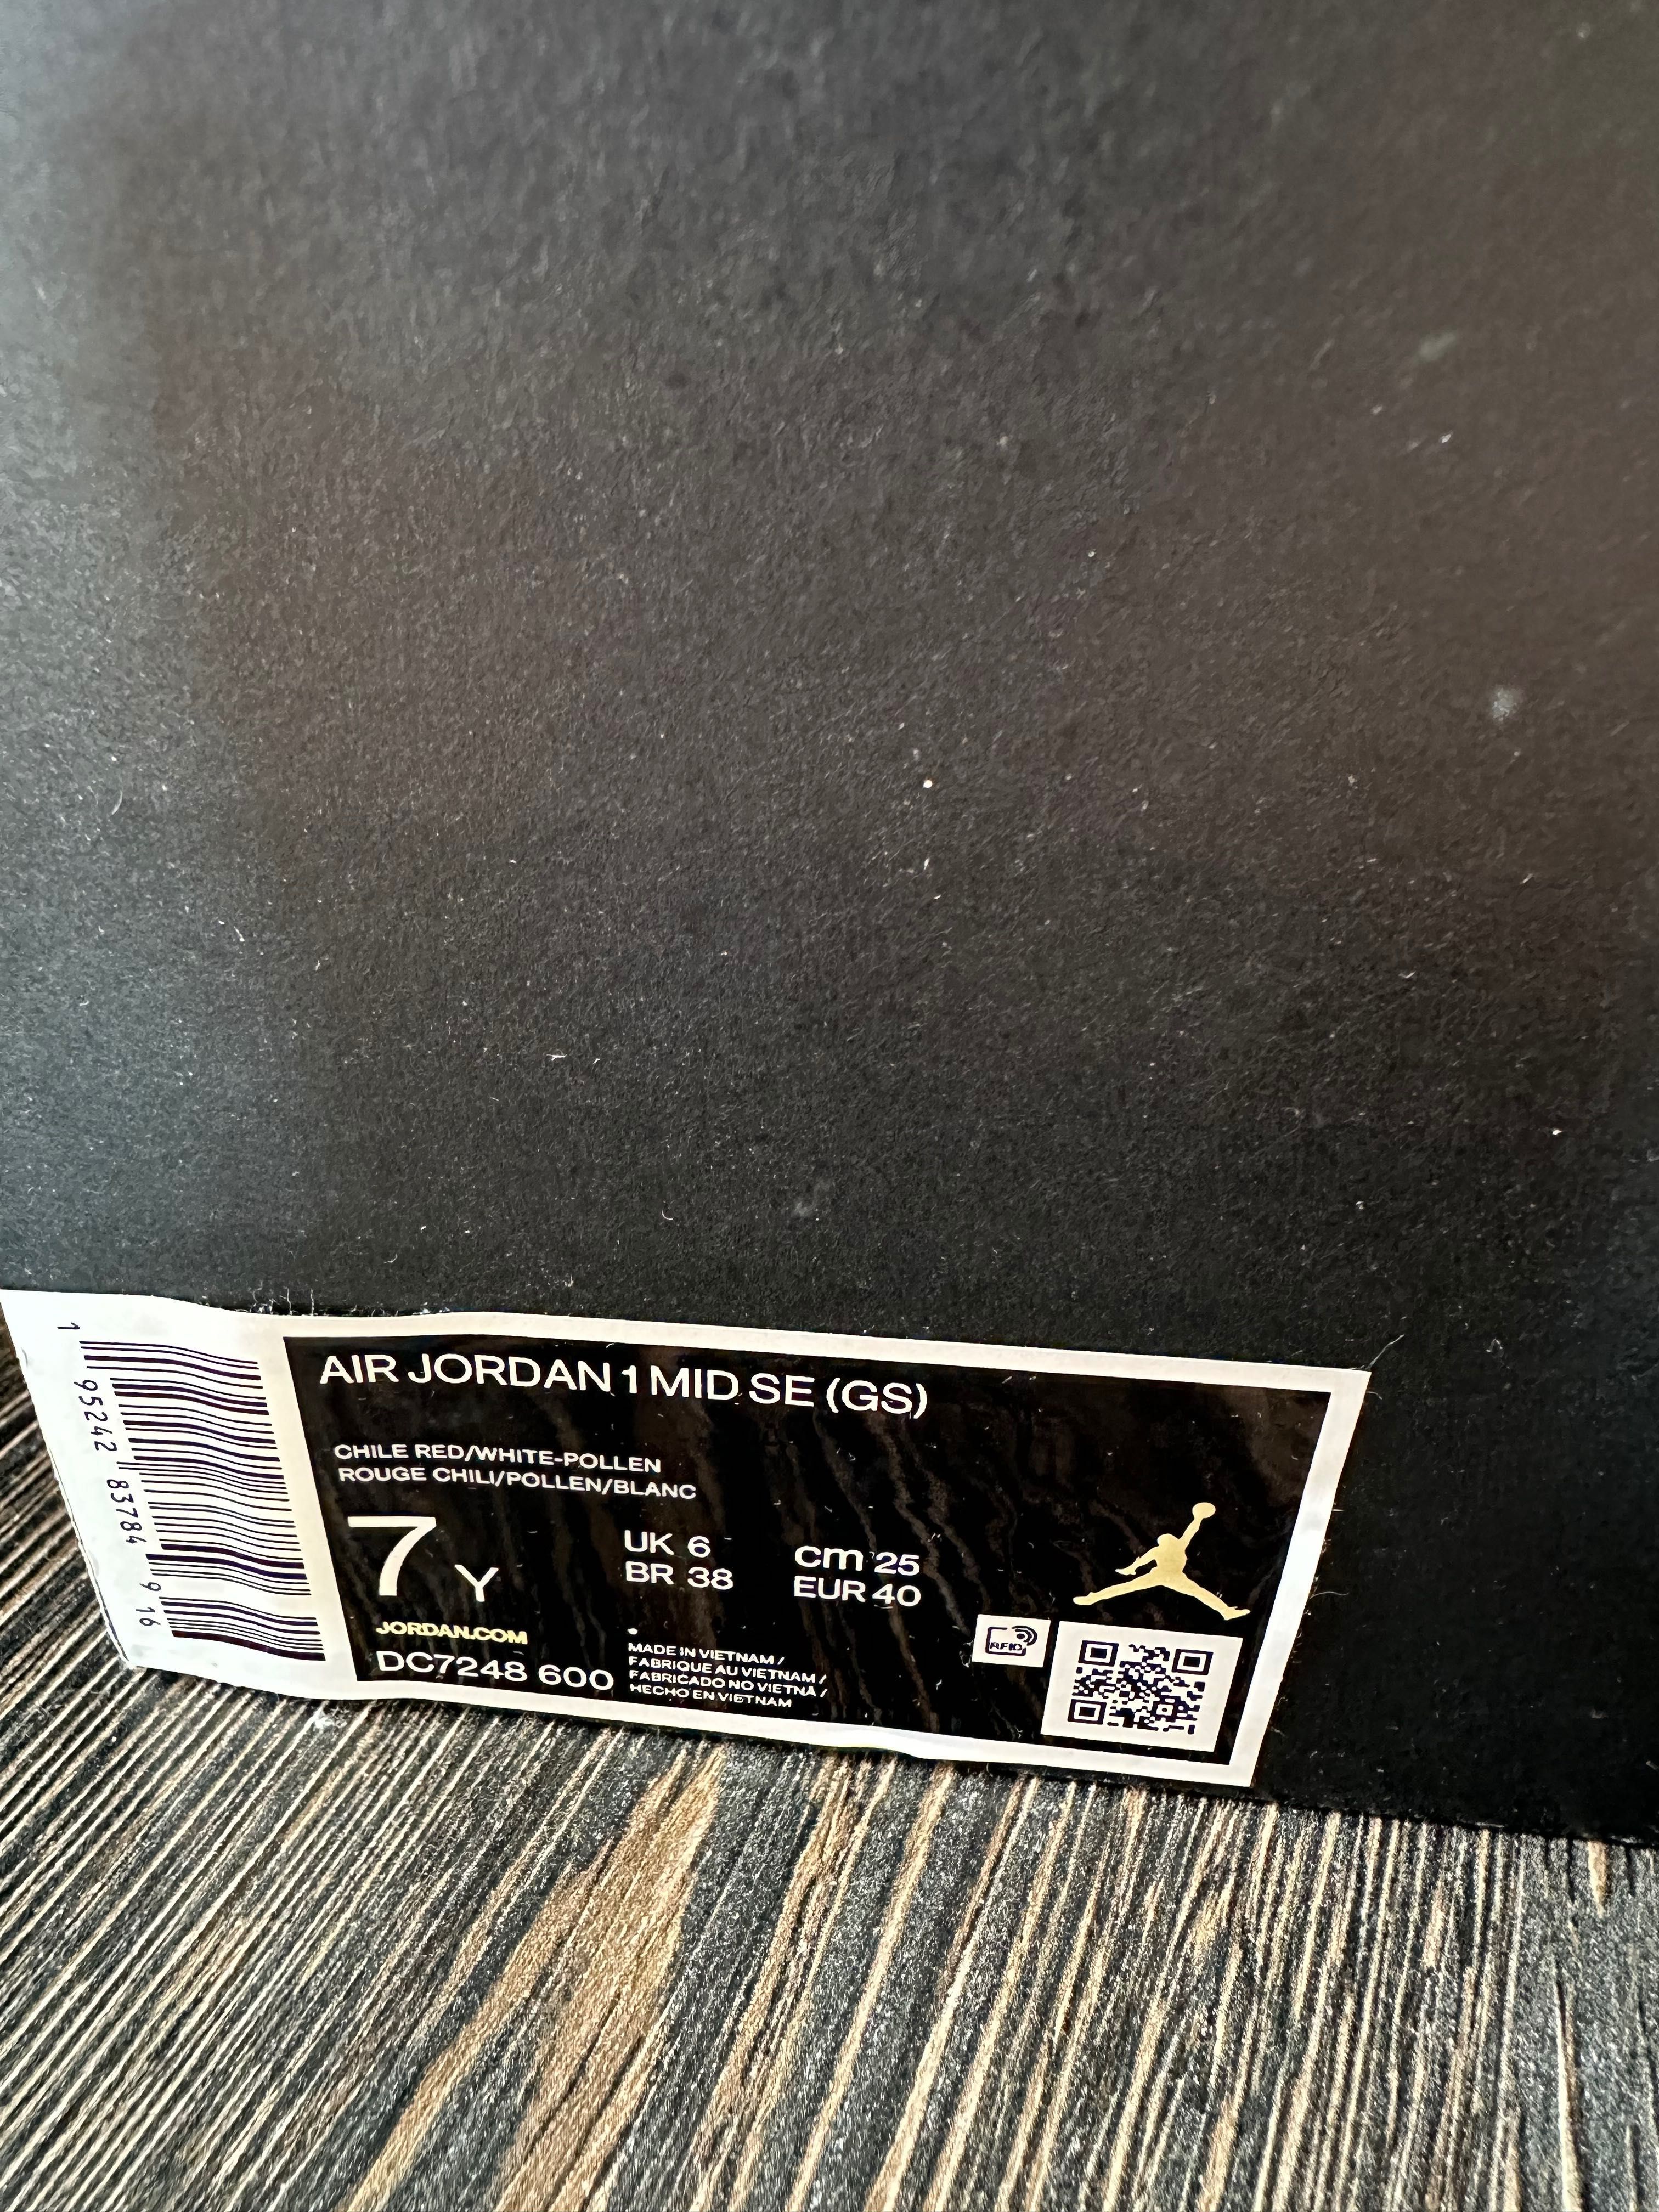 AIR JORDAN 1 MID SE (GS)
CHILE RED/WHITE-POLLEN
ROUGE CHILI/POLLEN/BLANC
7 Y
UK 6
BR 38
cm 25
EUR 40
JORDAN.COM
DC7248 600
MADE IN VIETNAM /
FABRIQUE AU VIETNAM /
FABRICADO NO VIETNÃ /
HECHO EN VIETNAM
RFID
1 95242 83784 9 16